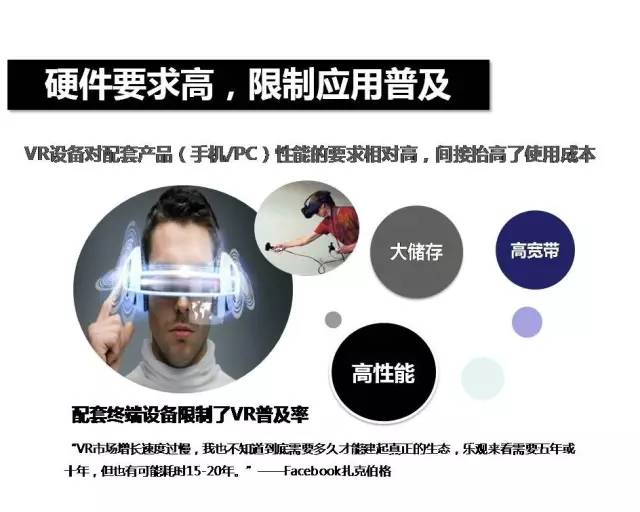 硬件要求高，限制应用普及
VR设备对配套产品（手机/PC）性能的要求相对高，间接抬高了使用成本
大储存
高宽带
高性能
配套终端设备限制了VR普及率
“VR市场增长速度过慢，我也不知道到底需要多久才能建起真正的生态，乐观来看需要五年或
十年，但也有可能耗时15-20年。”——Facebook扎克伯格